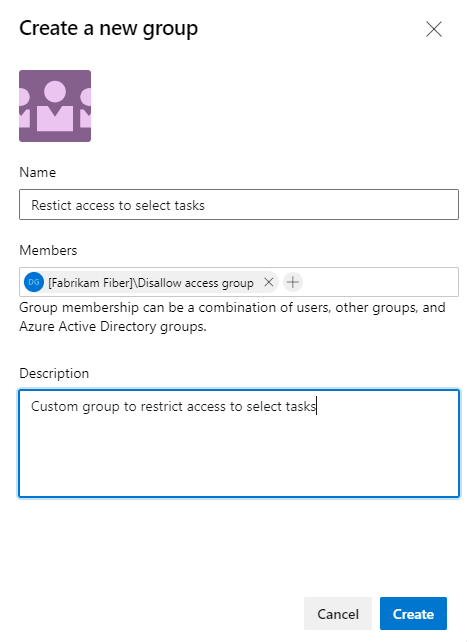 Create a new group
Name
Restict access to select tasks
Members
DG [Fabrikam Fiber]\Disallow access group
Group membership can be a combination of users, other groups, and
Azure Active Directory groups.
Description
Custom group to restrict access to select tasks
Cancel Create